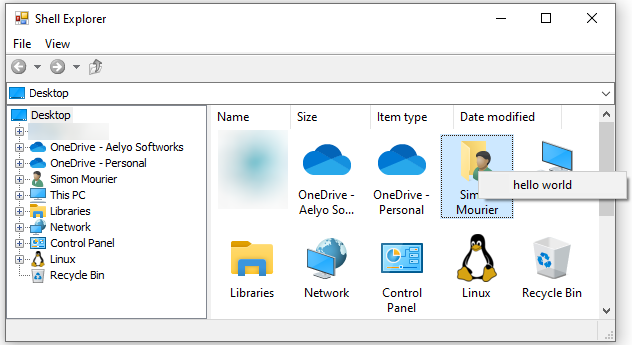 Shell Explorer
File View
Desktop
Desktop
OneDrive - Aelyo Softworks
OneDrive - Personal
Simon Mourier
This PC
Libraries
Network
Control Panel
Linux
Recycle Bin
Name Size Item type Date modified
OneDrive -
Aelyo So...
OneDrive -
Personal
Mourier
hello world
Libraries
Network
Control
Panel
Linux
Recycle Bin